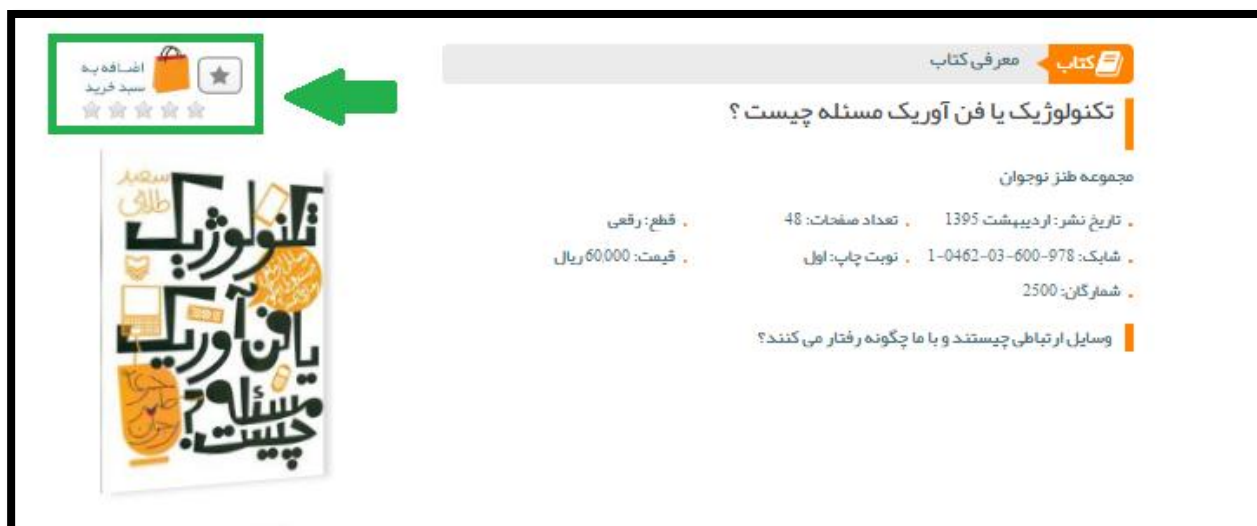 کتاب معرفی کتاب
تکنولوژیک یا فن آوریک مسئله چیست ؟
مجموعه طنز نوجوان
. تاریخ نشر: اردیبهشت 1395 . تعداد صفحات: 48 . قطع: رقعی
. شابک: 978-600-03-0462-1 . نوبت چاپ: اول . قیمت: 60,000 ریال
. شمارگان: 2500
وسایل ارتباطی چیستند و با ما چگونه رفتار می کنند؟
اضافه به
سبد خرید
سعید
طلائی
تکنولوژیک
یا فن آوریک
مسئله
چیست؟